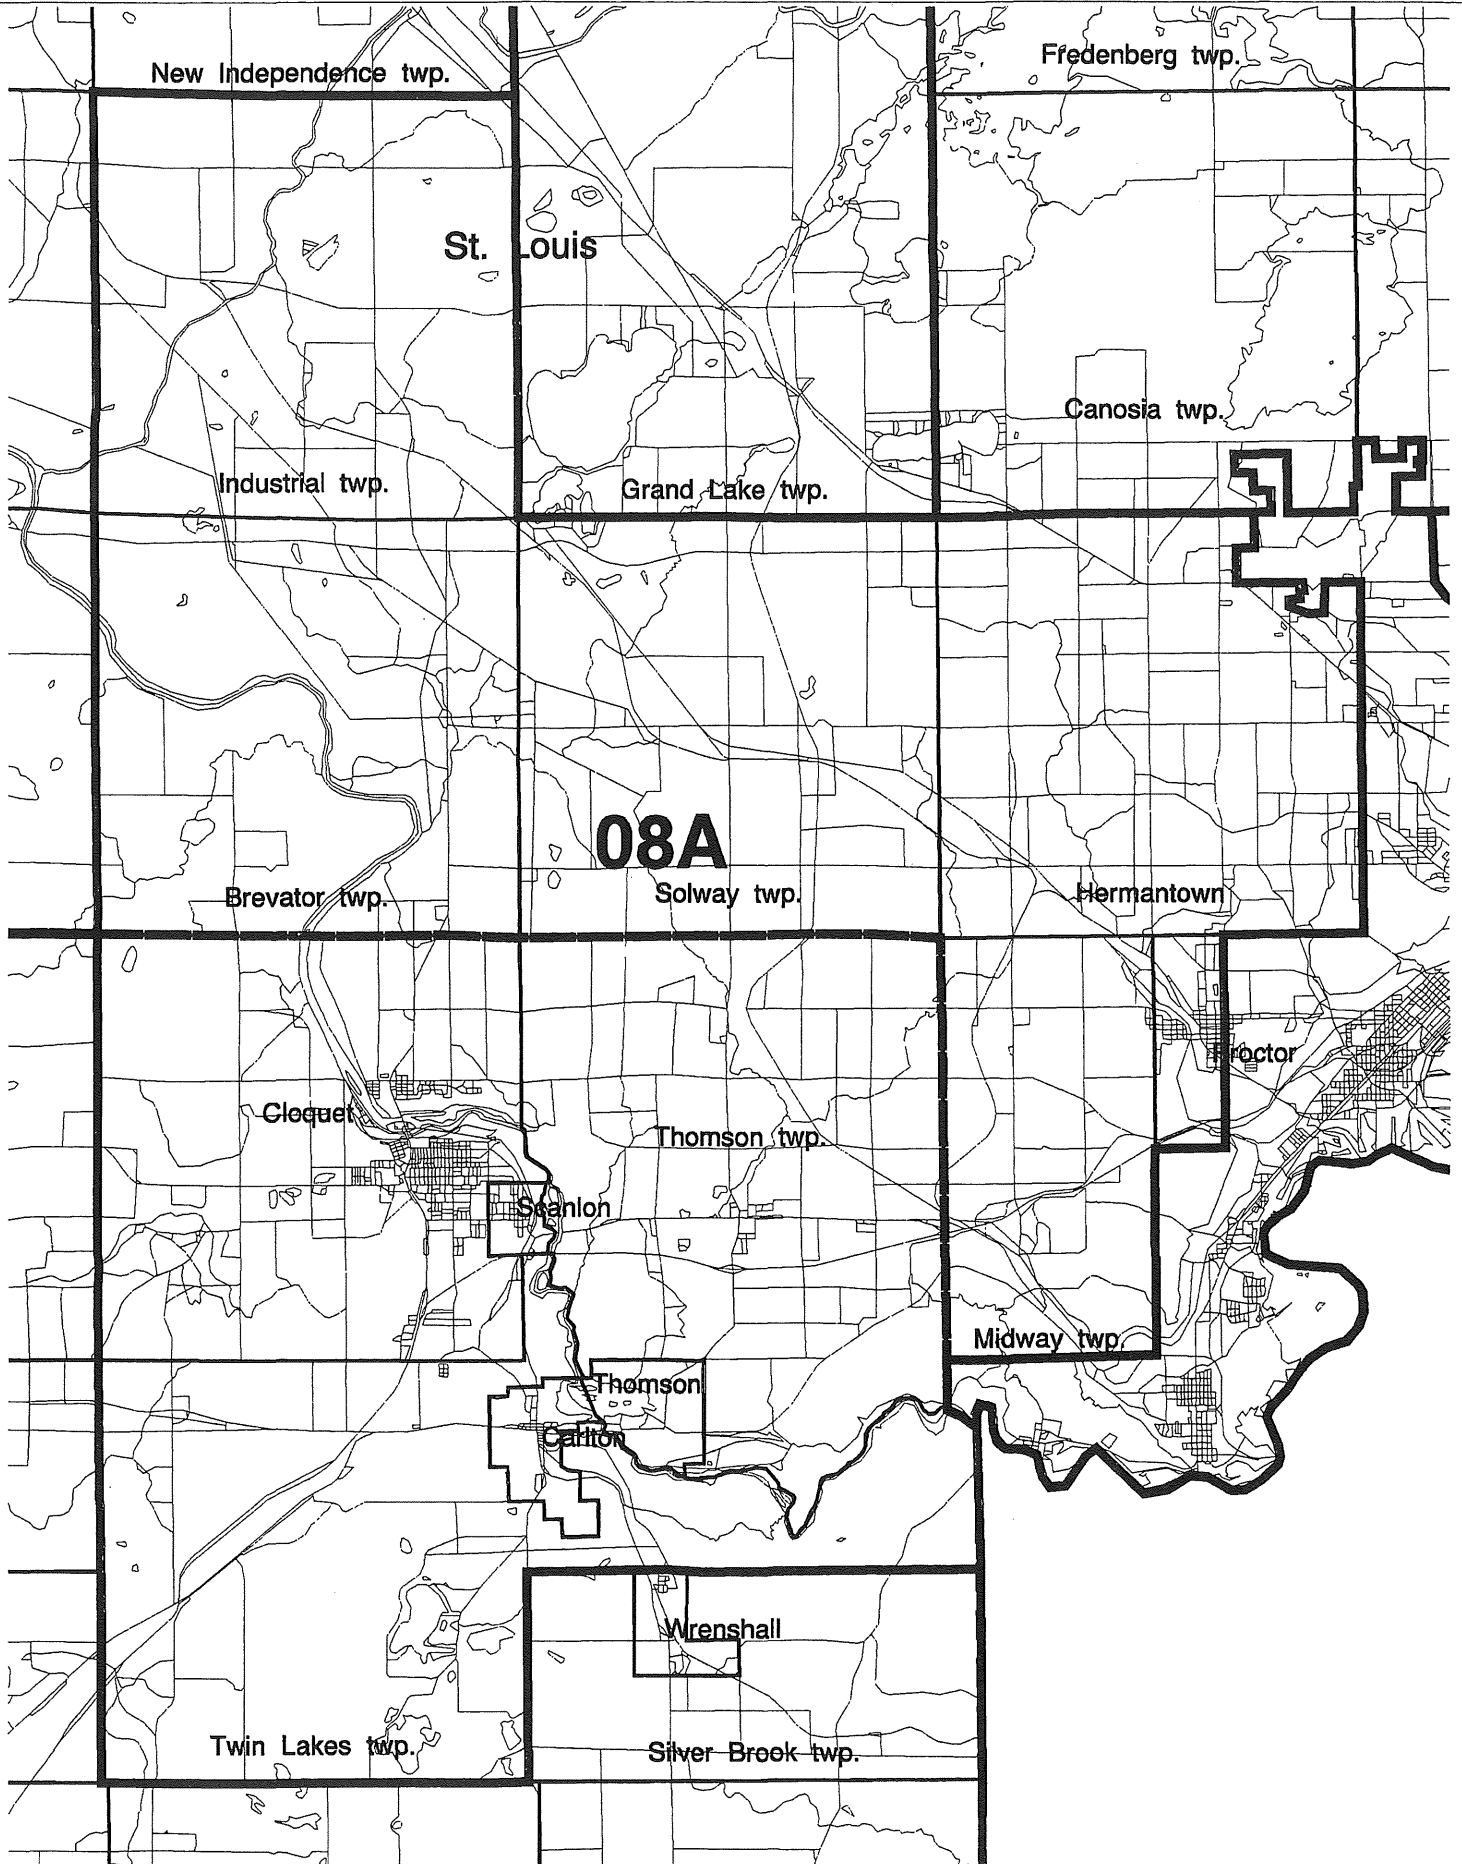 New Independence twp.
Fredenberg twp.
St. Louis
Canosia twp.
Industrial twp.
Grand Lake twp.
08A
Brevator twp.
Solway twp.
Hermantown
Proctor
Cloquet
Thomson twp.
Scanlon
Midway twp.
Thomson
Carlton
Wrenshall
Twin Lakes twp.
Silver Brook twp.